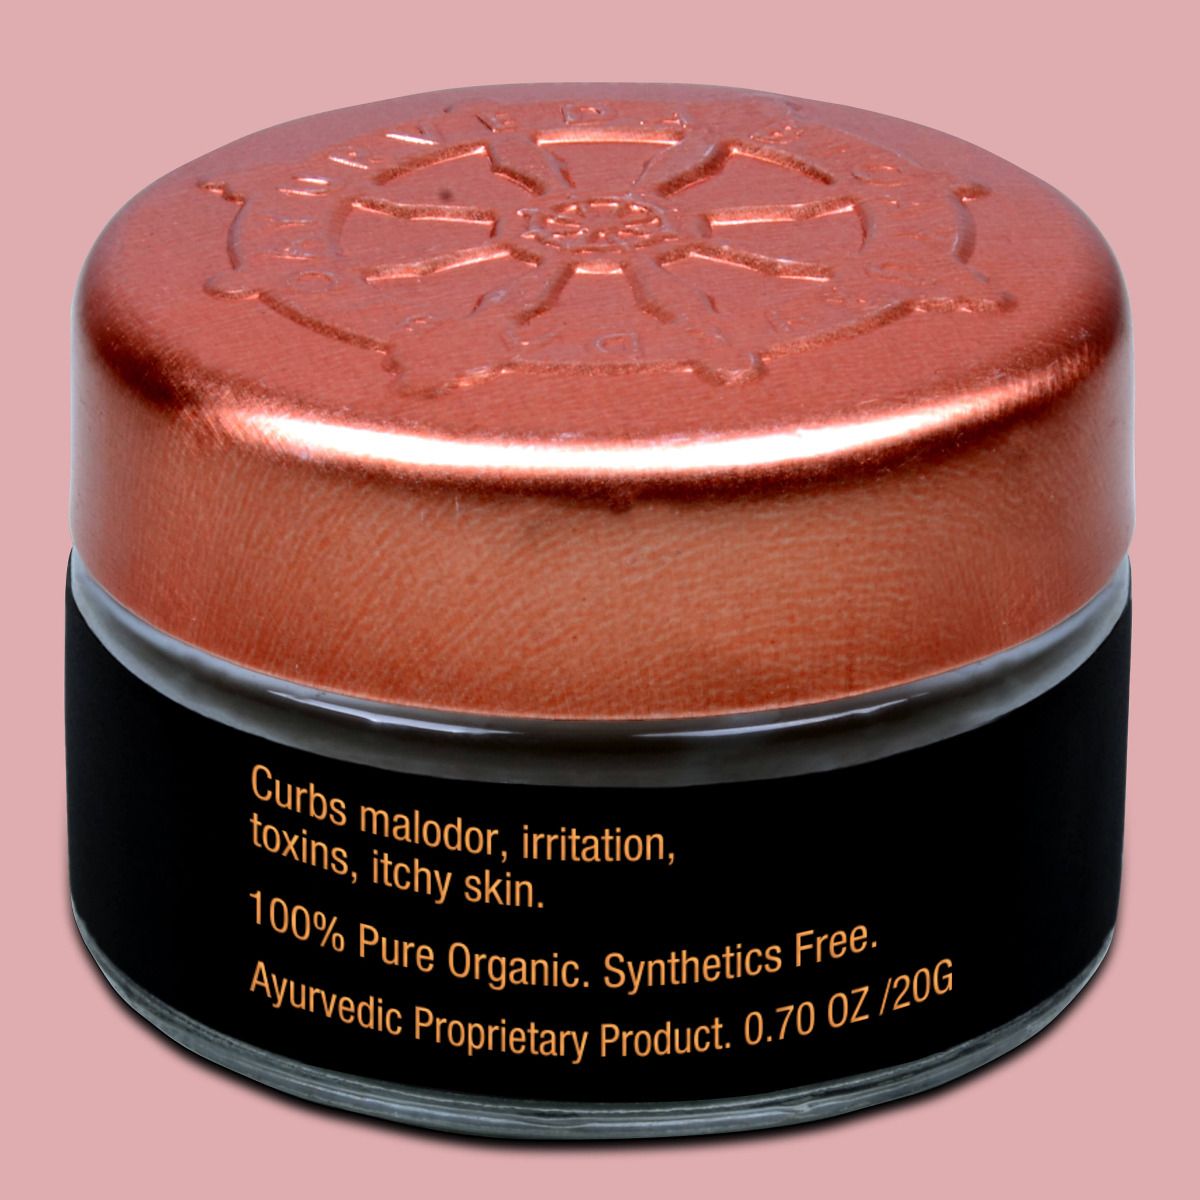 Curbs malodor, irritation,
toxins, itchy skin.
100% Pure Organic. Synthetics Free.
Ayurvedic Proprietary Product. 0.70 OZ /20G